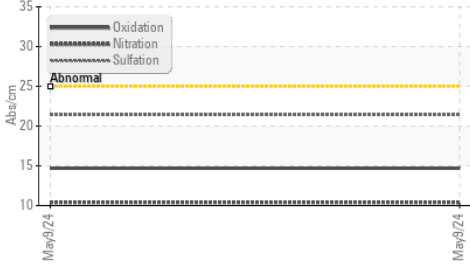 35
Oxidation
Nitration
Sulfation
30
Abnormal
25
Abs/cm
20
15
10
May9/24
May9/24